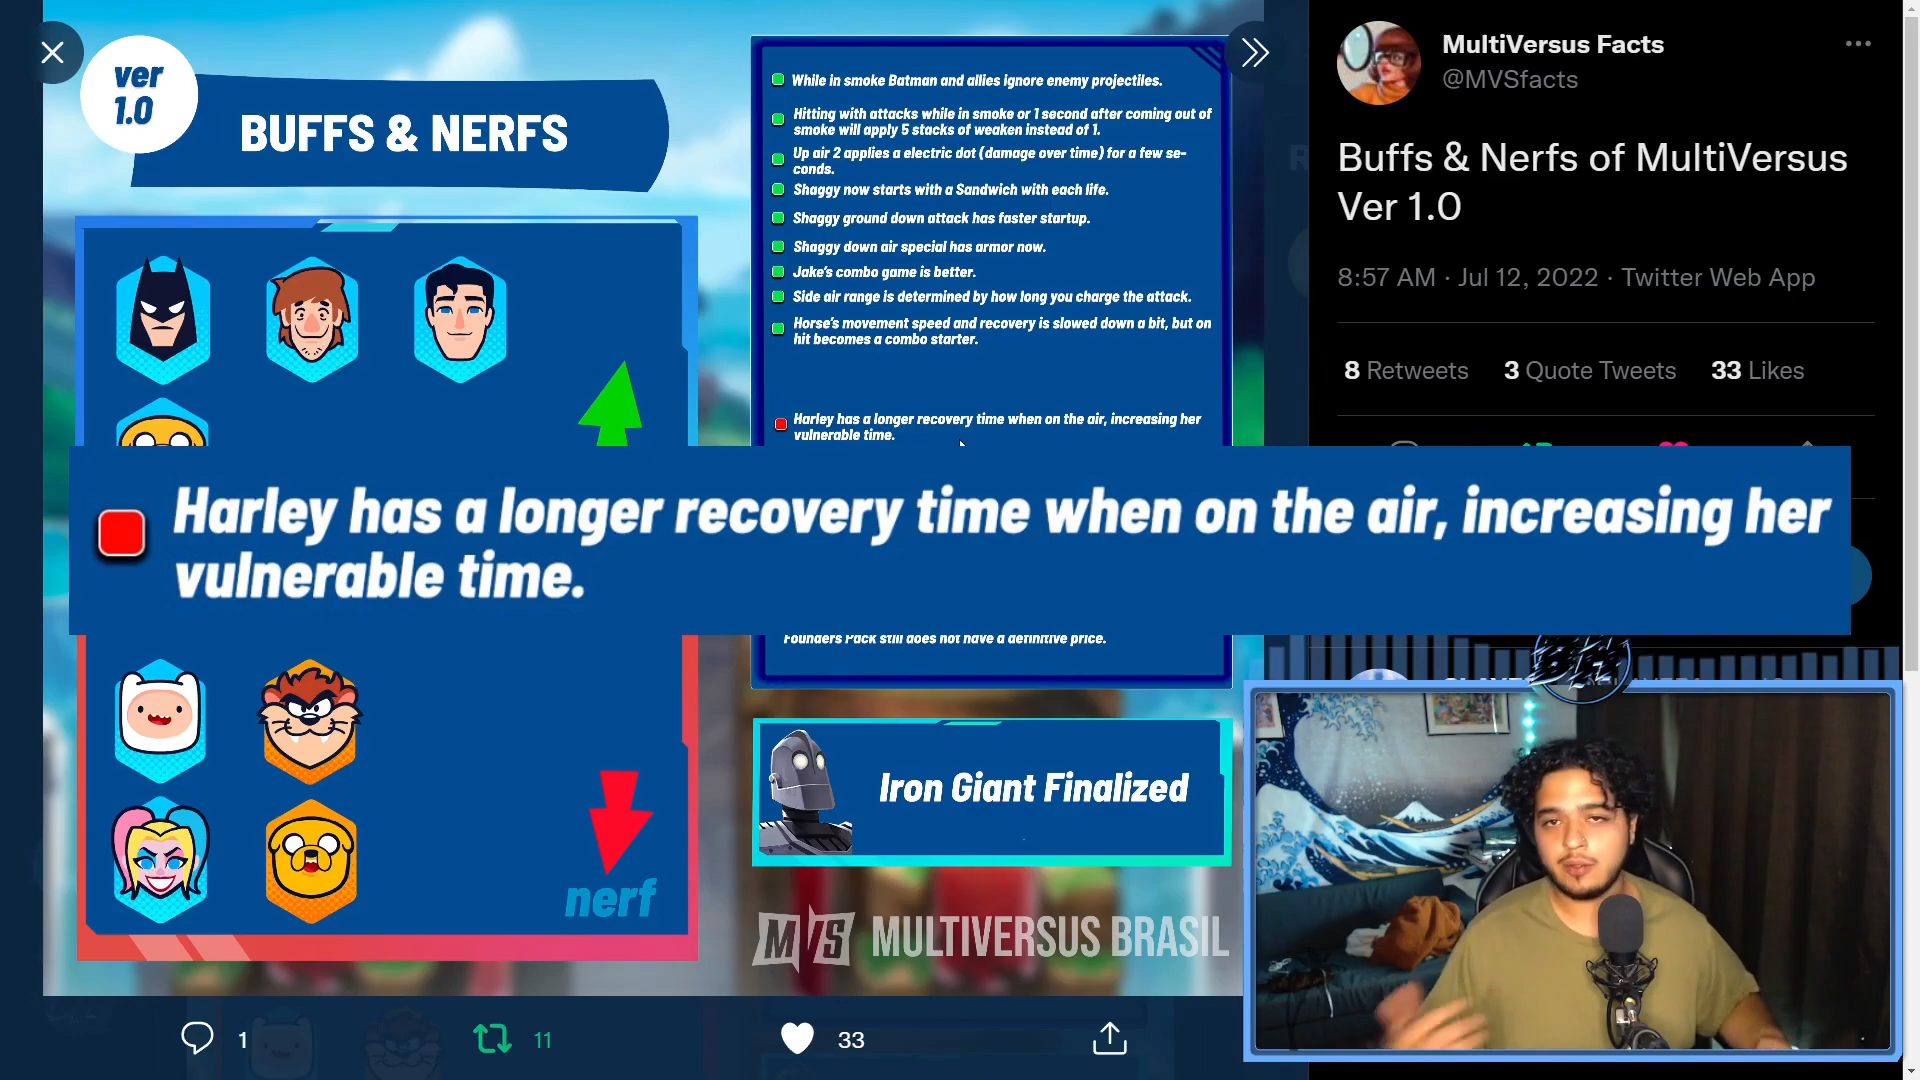 ver
1.0
BUFFS & NERFS
While in smoke Batman and allies ignore enemy projectiles.
Hitting with attacks while in smoke or 1 second after coming out of
smoke will apply 5 stacks of weaken instead of 1.
Up air 2 applies a electric dot (damage over time) for a few se-
conds.
Shaggy now starts with a Sandwich with each life.
Shaggy ground down attack has faster startup.
Shaggy down air special has armor now.
Jake's combo game is better.
Side air range is determined by how long you charge the attack.
Horse's movement speed and recovery is slowed down a bit, but on
hit becomes a combo starter.
Harley has a longer recovery time when on the air, increasing her
vulnerable time.
Harley has a longer recovery time when on the air, increasing her
vulnerable time.
Founders Pack still does not have a definitive price.
nerf
Iron Giant Finalized
MVS MULTIVERSUS BRASIL
1
11
33
MultiVersus Facts
@MVSfacts
Buffs & Nerfs of MultiVersus
Ver 1.0
8:57 AM · Jul 12, 2022 · Twitter Web App
8 Retweets 3 Quote Tweets 33 Likes